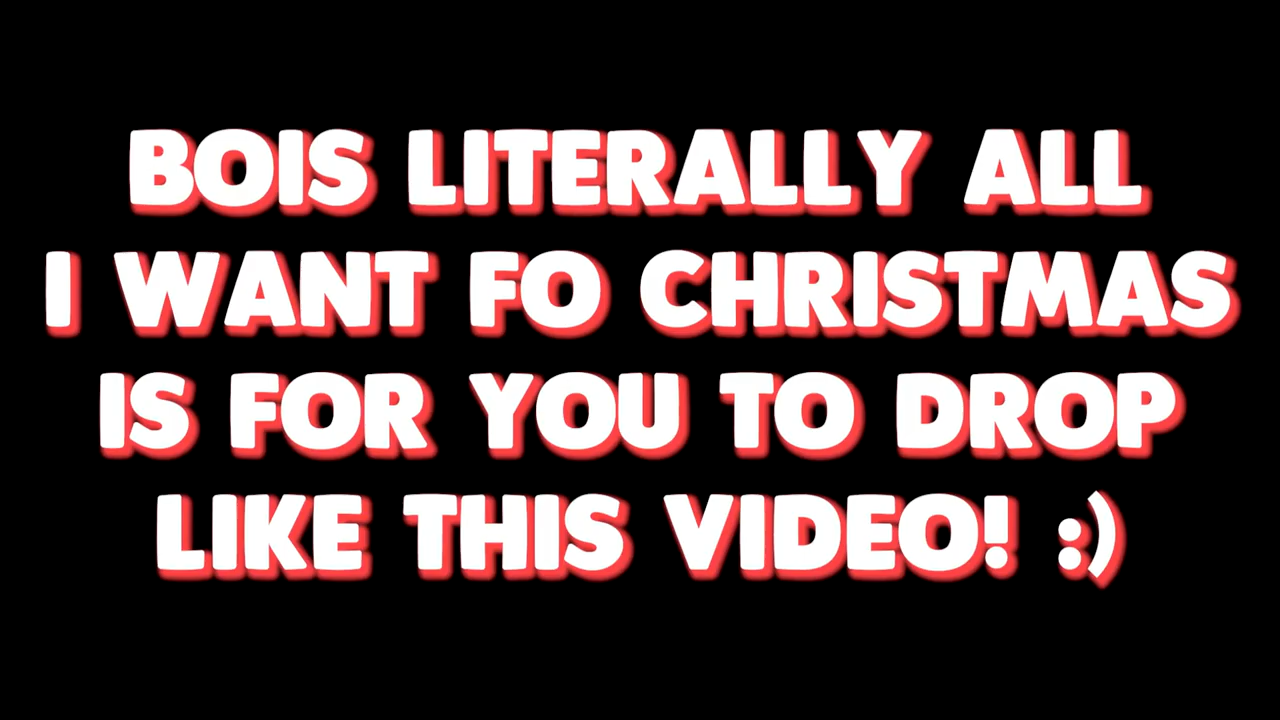 BOIS LITERALLY ALL
I WANT FO CHRISTMAS
IS FOR YOU TO DROP
LIKE THIS VIDEO! :)